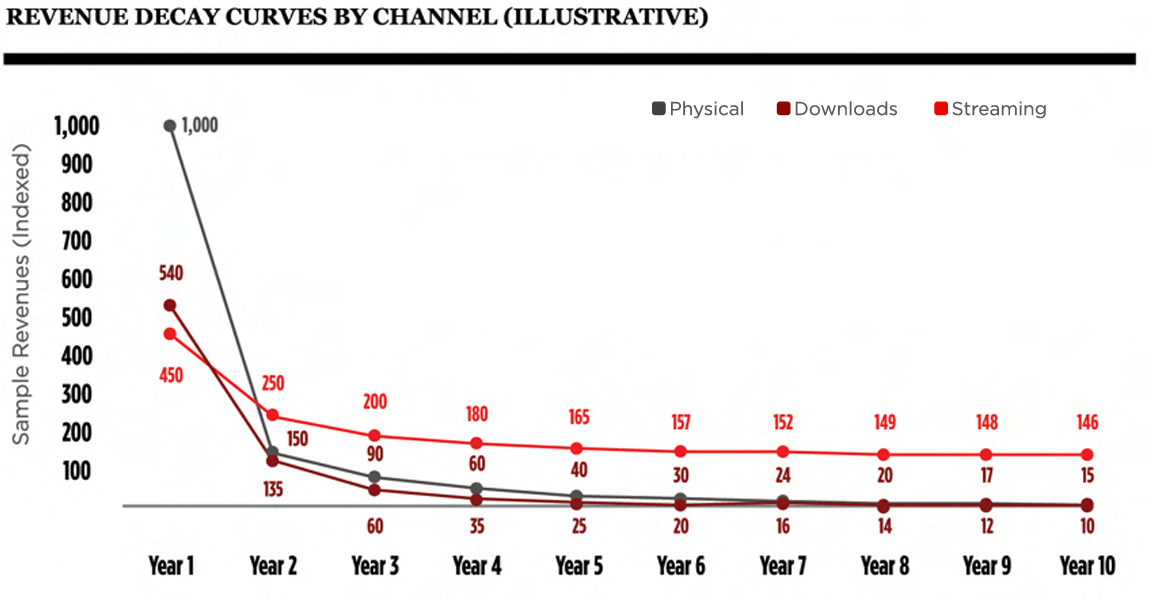 REVENUE DECAY CURVES BY CHANNEL (ILLUSTRATIVE)
Physical Downloads Streaming
Sample Revenues (Indexed)
1,000
900
800
700
600
500
400
300
200
100
1,000
540
450
250 200 180 165 157 152 149 148 146
150 90 60 40 30 24 20 17 15
135 60 35 25 20 16 14 12 10
Year 1 Year 2 Year 3 Year 4 Year 5 Year 6 Year 7 Year 8 Year 9 Year 10